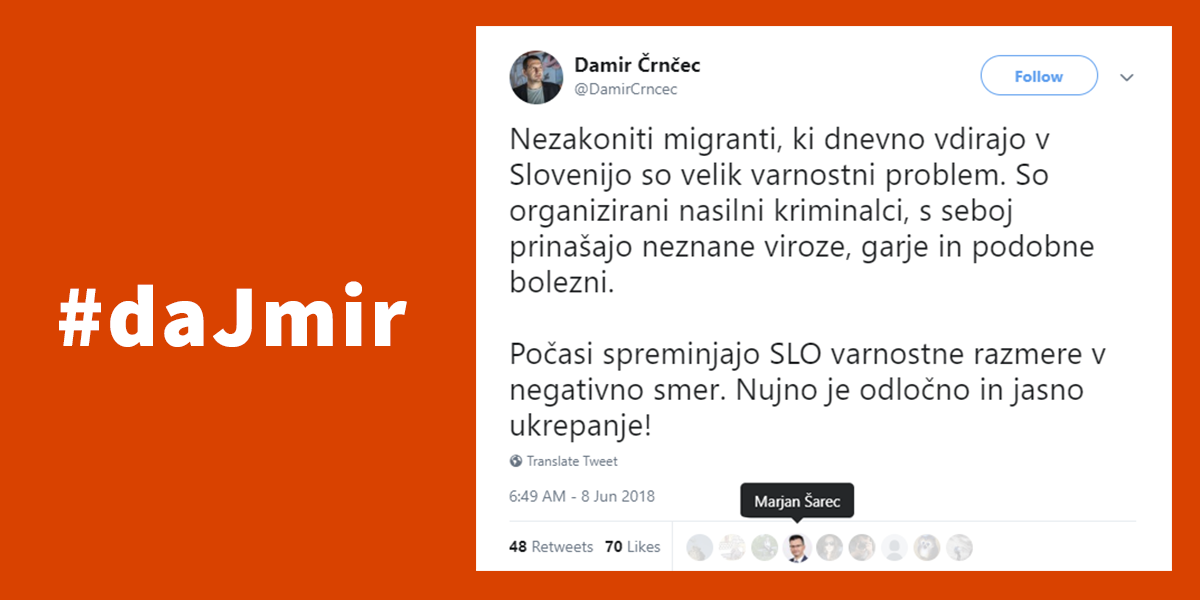 #daJmir
Damir Črnčec
@DamirCrncec
Follow
Nezakoniti migranti, ki dnevno vdirajo v
Slovenijo so velik varnostni problem. So
organizirani nasilni kriminalci, s seboj
prinašajo neznane viroze, garje in podobne
bolezni.
Počasi spreminjajo SLO varnostne razmere v
negativno smer. Nujno je odločno in jasno
ukrepanje!
Translate Tweet
6:49 AM - 8 Jun 2018
Marjan Šarec
48 Retweets 70 Likes